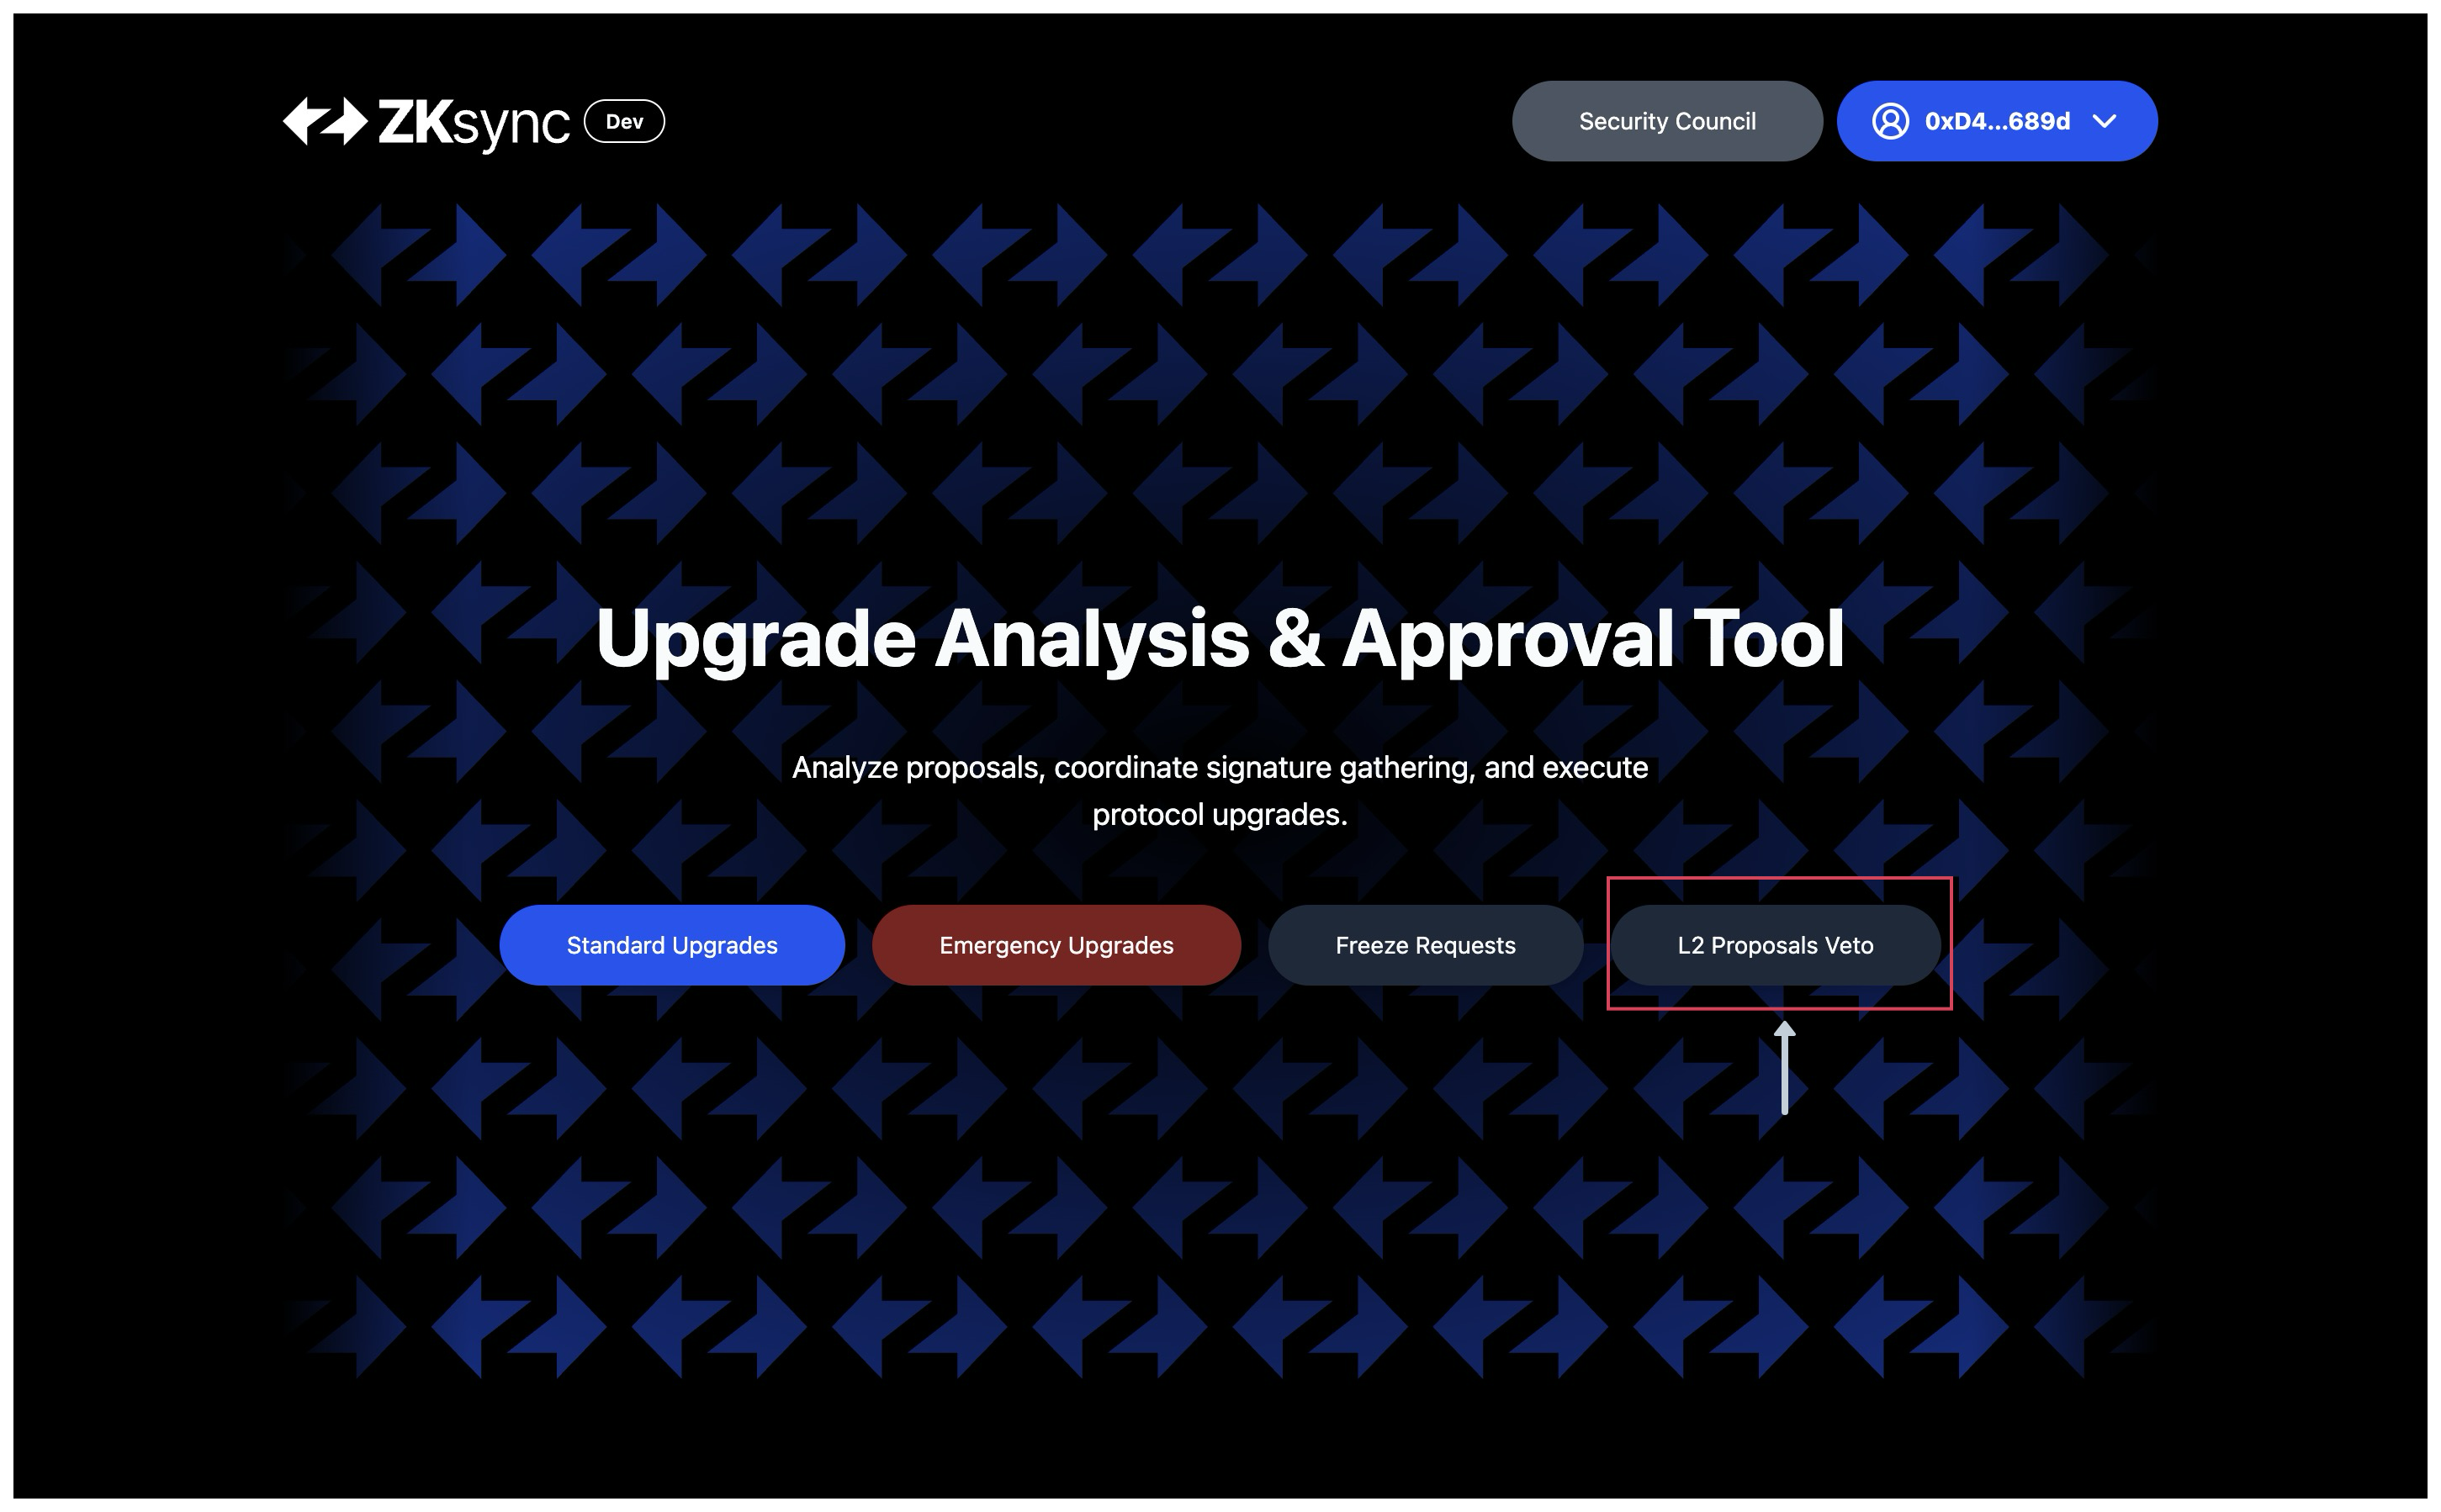 ZKsync Dev
Security Council
0xD4...689d
Upgrade Analysis & Approval Tool
Analyze proposals, coordinate signature gathering, and execute
protocol upgrades.
Standard Upgrades
Emergency Upgrades
Freeze Requests
L2 Proposals Veto